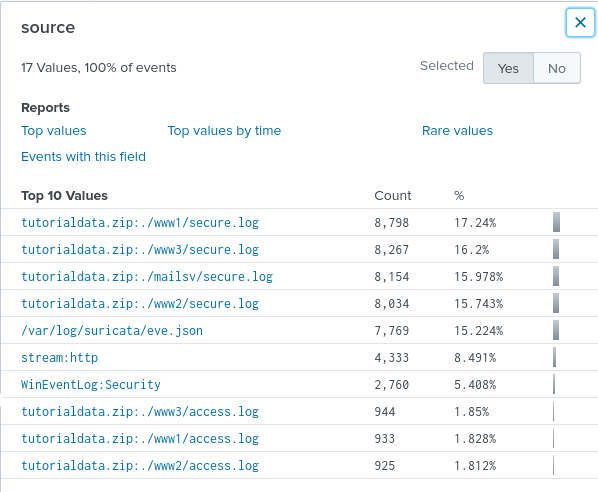 source
17 Values, 100% of events Selected Yes No
Reports
Top values Top values by time Rare values
Events with this field
Top 10 Values Count %
tutorialdata.zip:./www1/secure.log 8,798 17.24%
tutorialdata.zip:./www3/secure.log 8,267 16.2%
tutorialdata.zip:./mailsv/secure.log 8,154 15.978%
tutorialdata.zip:./www2/secure.log 8,034 15.743%
/var/log/suricata/eve.json 7,769 15.224%
stream:http 4,333 8.491%
WinEventLog:Security 2,760 5.408%
tutorialdata.zip:./www3/access.log 944 1.85%
tutorialdata.zip:./www1/access.log 933 1.828%
tutorialdata.zip:./www2/access.log 925 1.812%